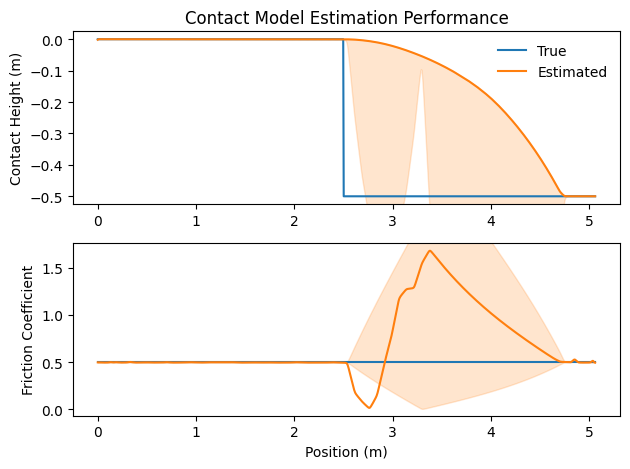 Contact Model Estimation Performance
Contact Height (m)
0.0
−0.1
−0.2
−0.3
−0.4
−0.5
True
Estimated
0 1 2 3 4 5
Friction Coefficient
1.5
1.0
0.5
0.0
0 1 2 3 4 5
Position (m)